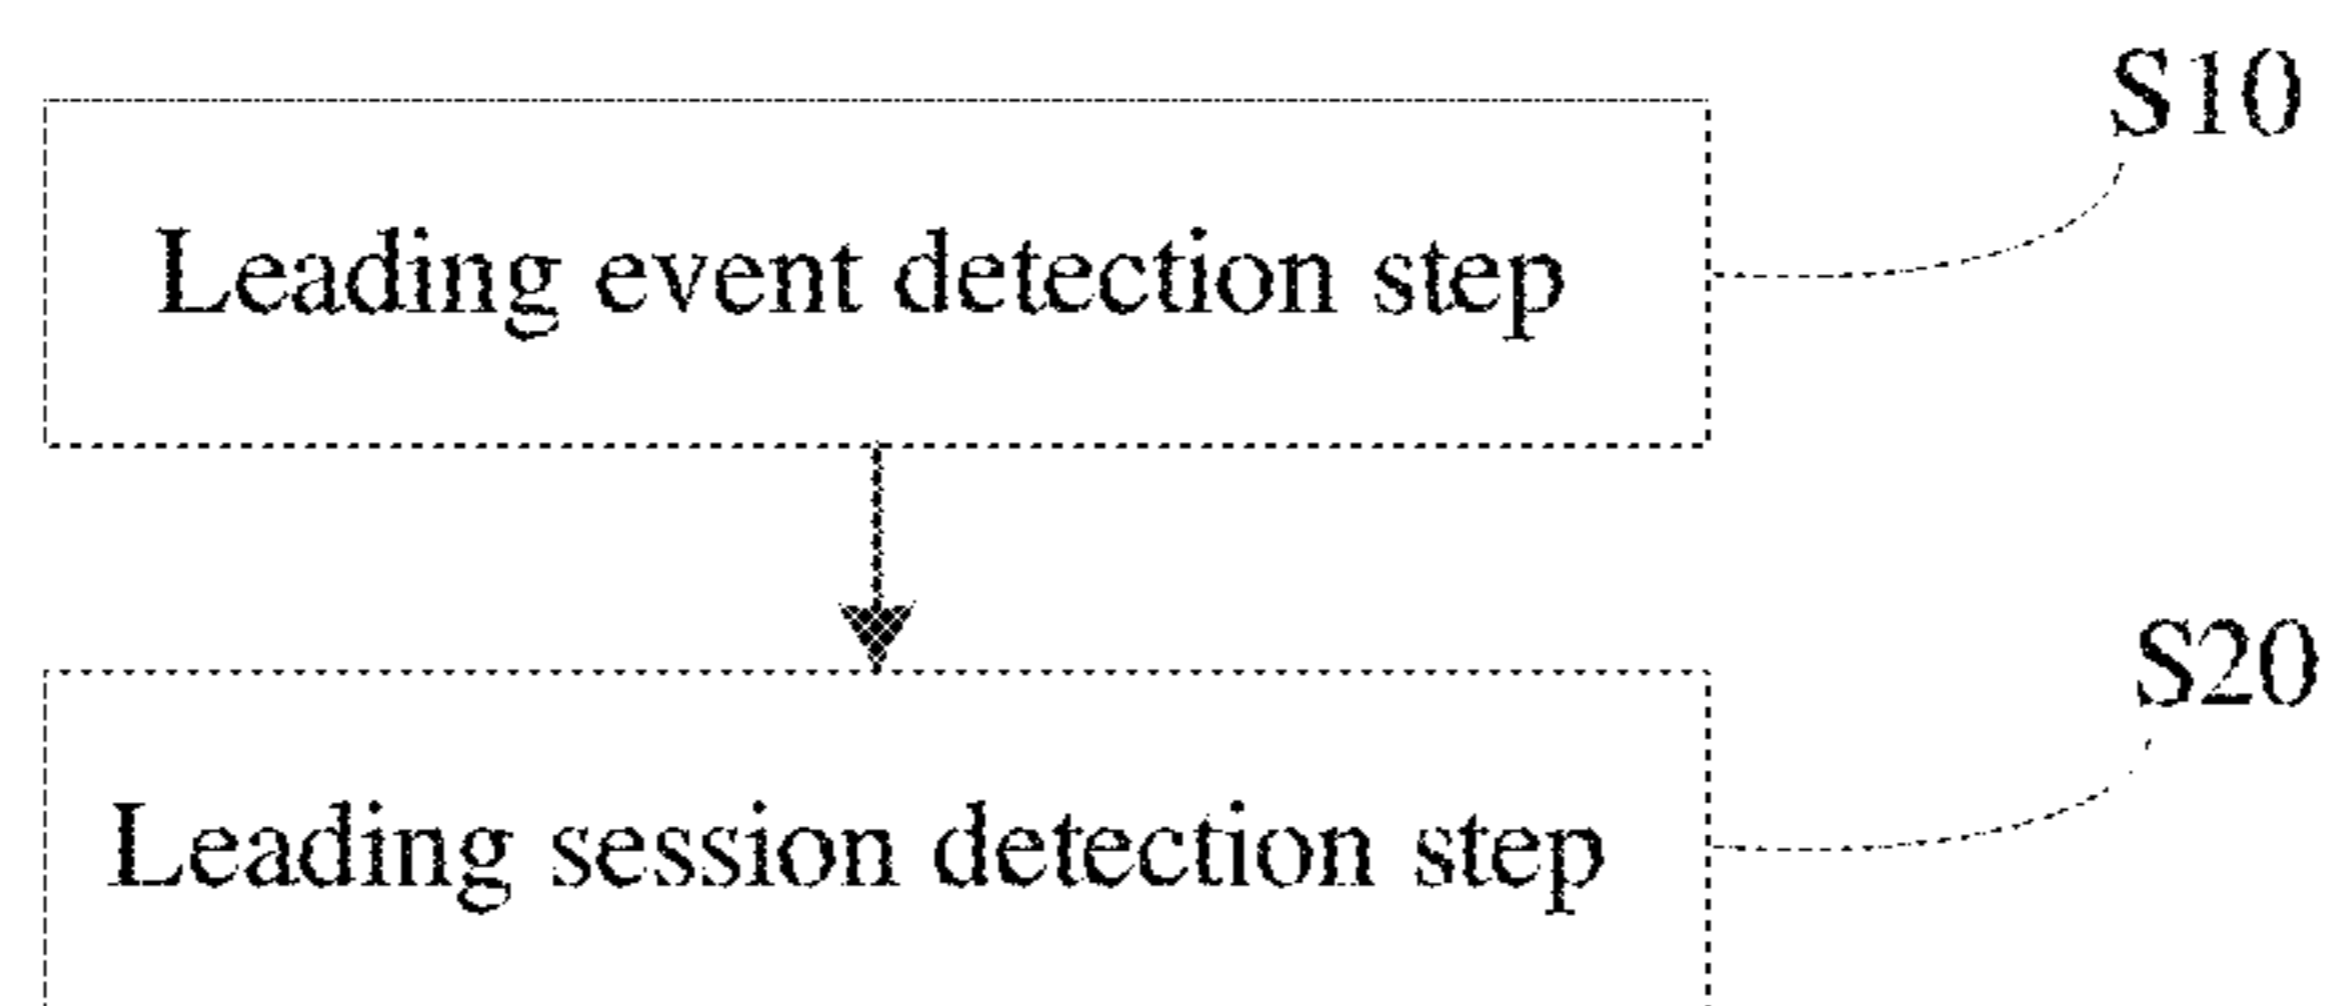 S10
Leading event detection step
S20
Leading session detection step